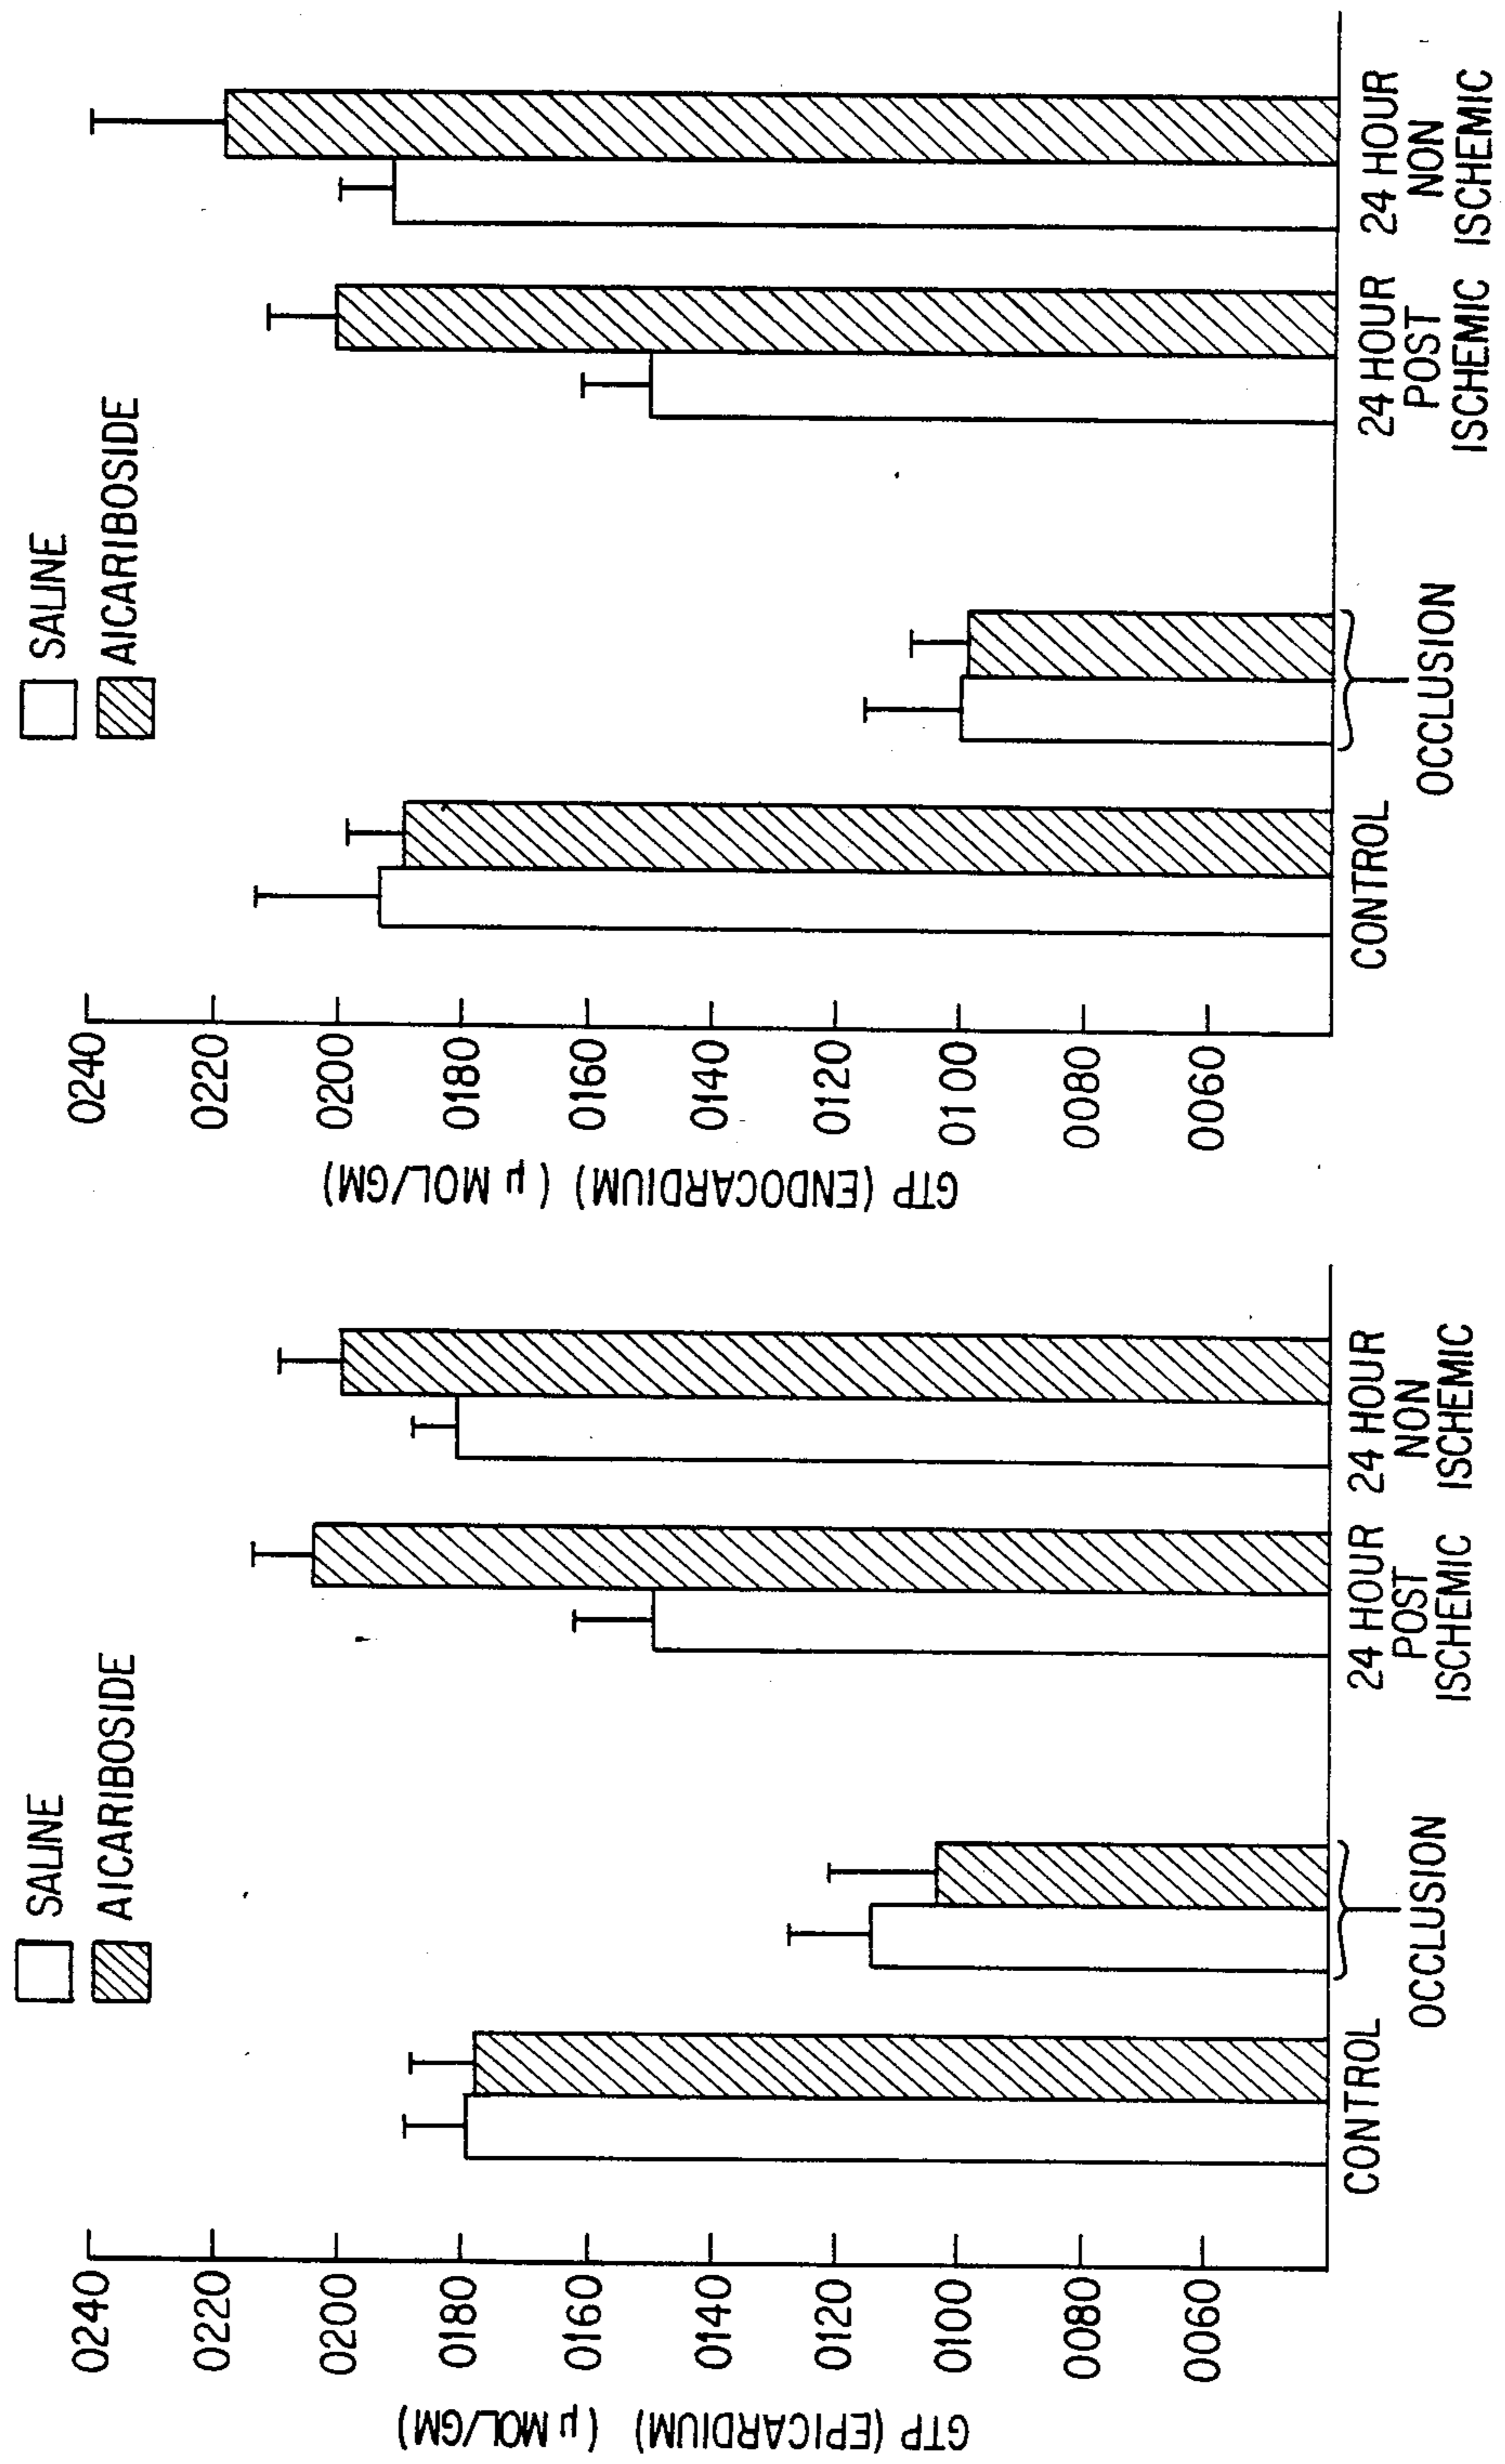 GTP (EPICARDIUM) (μ MOL/GM)
0240
0220
0200
0180
0160
0140
0120
0100
0080
0060
SALINE
AICARIBOSIDE
CONTROL
OCCLUSION
24 HOUR
POST
ISCHEMIC
24 HOUR
NON
ISCHEMIC
GTP (ENDOCARDIUM) (μ MOL/GM)
0240
0220
0200
0180
0160
0140
0120
0100
0080
0060
SALINE
AICARIBOSIDE
CONTROL
OCCLUSION
24 HOUR
POST
ISCHEMIC
24 HOUR
NON
ISCHEMIC